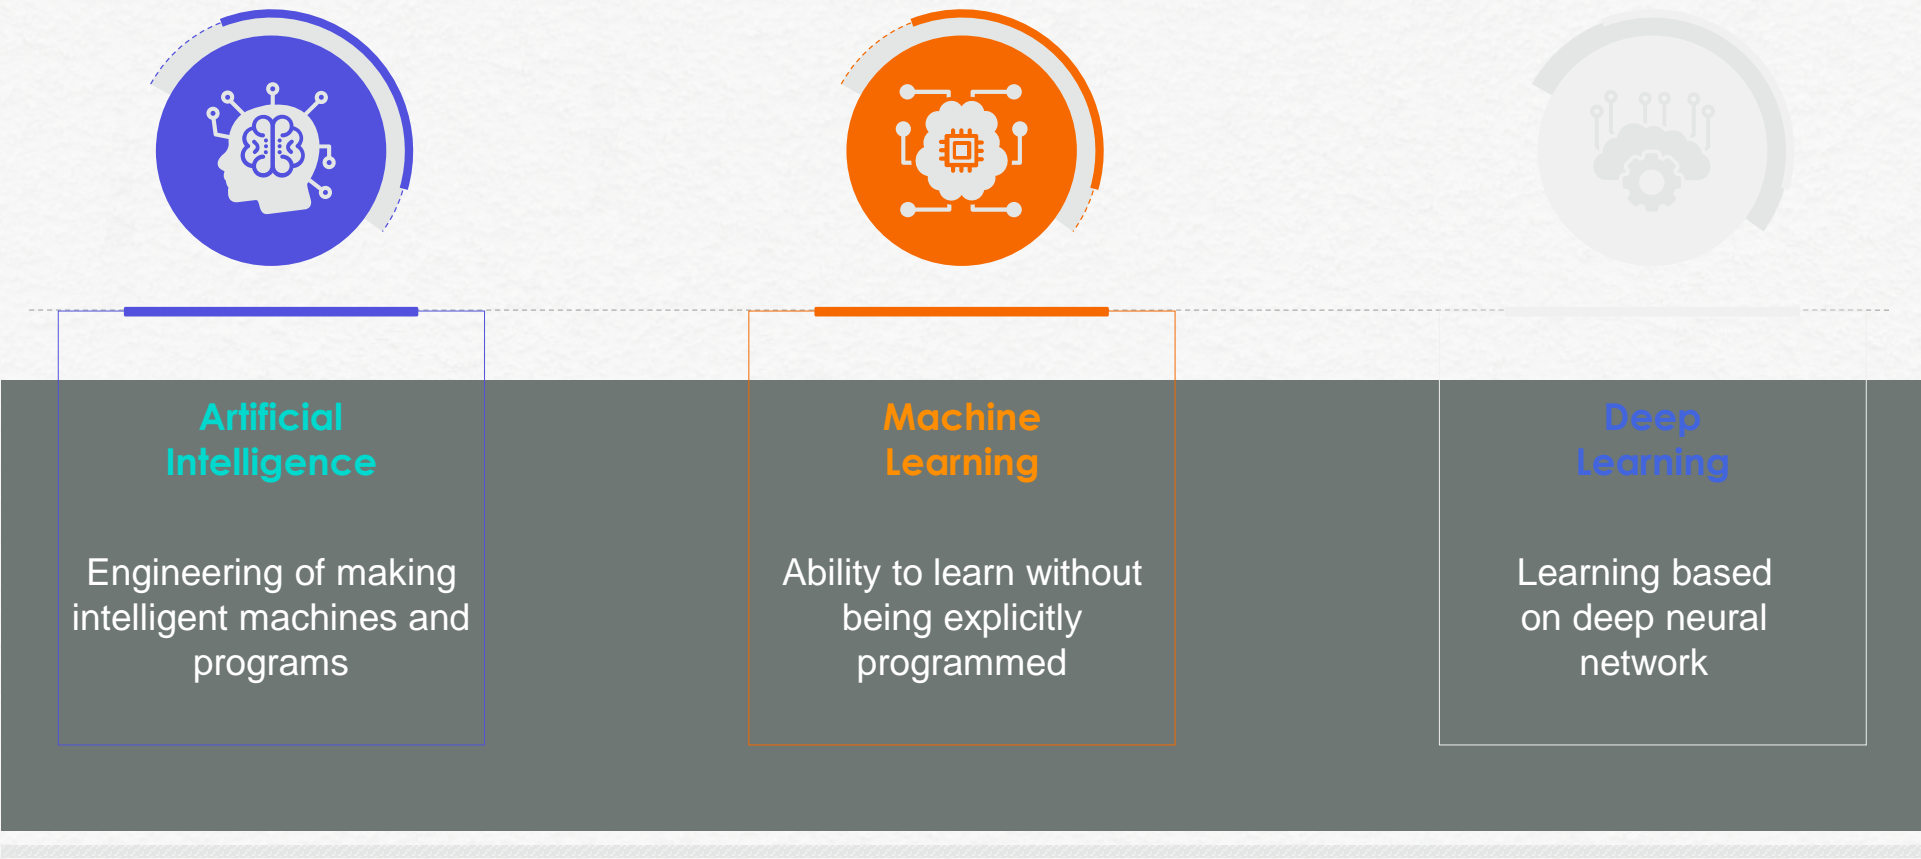 Artificial
Intelligence
Engineering of making
intelligent machines and
programs
Machine
Learning
Ability to learn without
being explicitly
programmed
Deep
Learning
Learning based
on deep neural
network